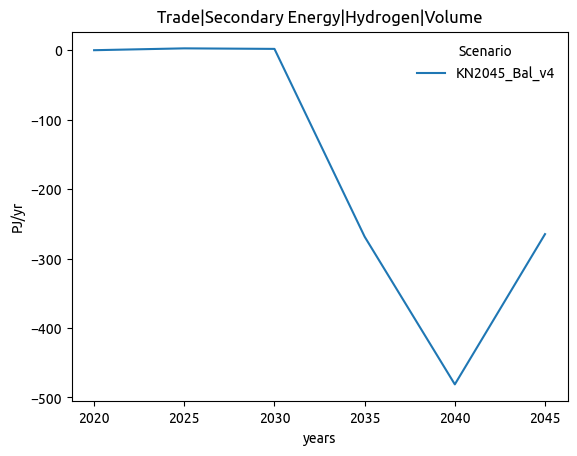 Trade|Secondary Energy|Hydrogen|Volume
Scenario
KN2045_Bal_v4
0
−100
−200
−300
−400
−500
PJ/yr
2020 2025 2030 2035 2040 2045
years